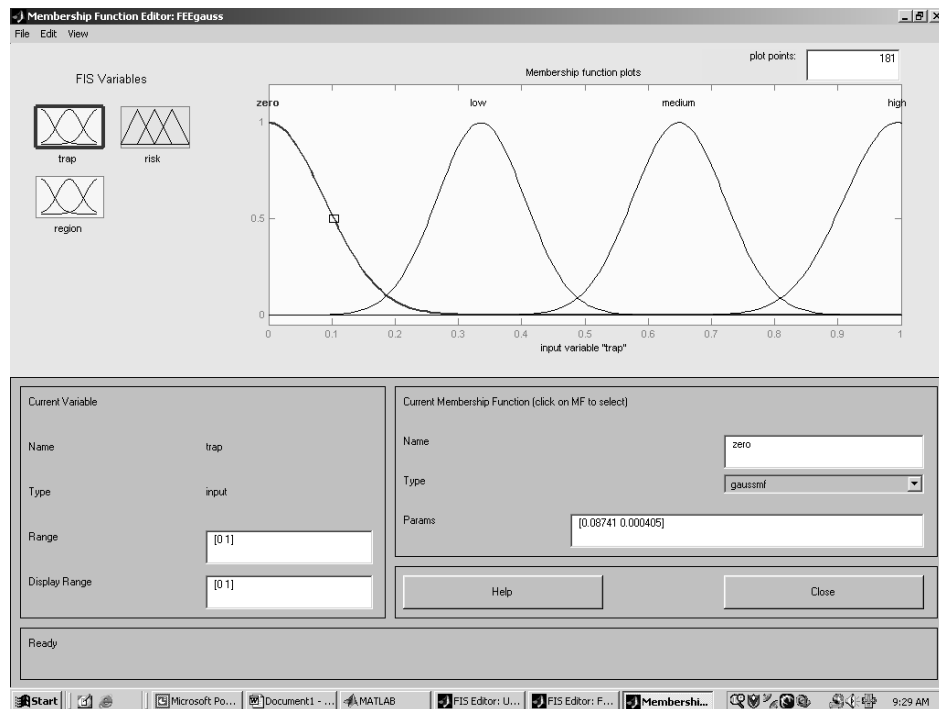 Membership Function Editor: FEEgauss
File Edit View
FIS Variables
trap
risk
region
plot points:
181
Membership function plots
zero
low
medium
high
1
0.5
0
0 0.1 0.2 0.3 0.4 0.5 0.6 0.7 0.8 0.9 1
input variable "trap"
Current Variable
Name trap
Type input
Range [0 1]
Display Range [0 1]
Current Membership Function (click on MF to select)
Name zero
Type gaussmf
Params [0.08741 0.000405]
Help
Close
Ready
Start
Microsoft Po...
Document1 - ...
MATLAB
FIS Editor: U...
FIS Editor: F...
Membershi...
9:29 AM